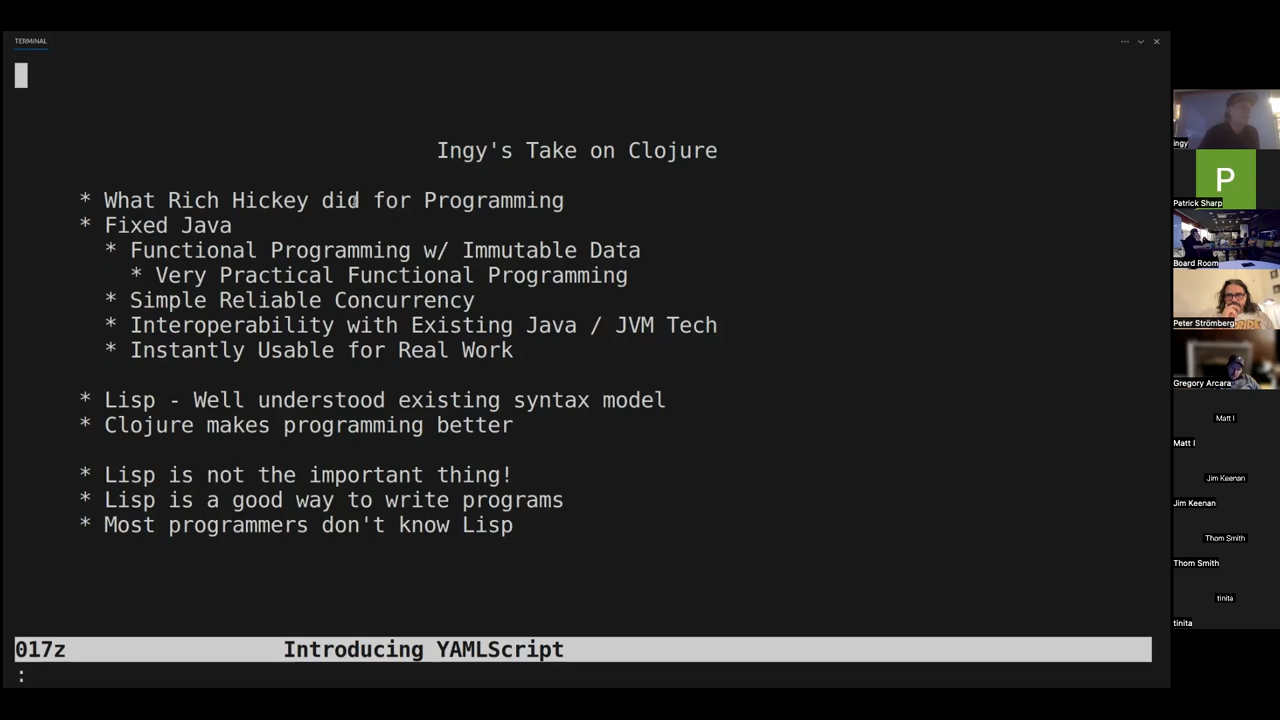 TERMINAL
Ingy's Take on Clojure
* What Rich Hickey did for Programming
* Fixed Java
* Functional Programming w/ Immutable Data
* Very Practical Functional Programming
* Simple Reliable Concurrency
* Interoperability with Existing Java / JVM Tech
* Instantly Usable for Real Work
* Lisp - Well understood existing syntax model
* Clojure makes programming better
* Lisp is not the important thing!
* Lisp is a good way to write programs
* Most programmers don't know Lisp
017z Introducing YAMLScript
:
ingy
P
Patrick Sharp
Board Room
Peter Strömberg
Gregory Arcara
Matt I
Matt I
Jim Keenan
Jim Keenan
Thom Smith
Thom Smith
tinita
tinita